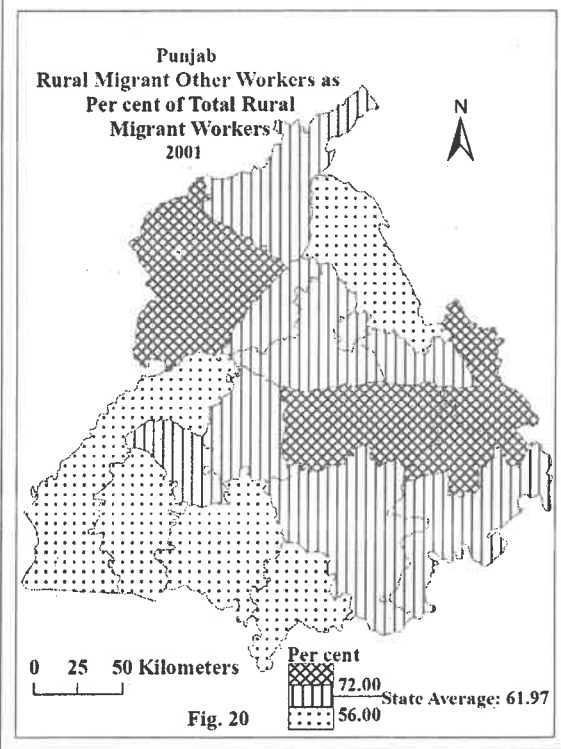 Punjab
Rural Migrant Other Workers as
Per cent of Total Rural
Migrant Workers
2001
N
0 25 50 Kilometers
Per cent
72.00
State Average: 61.97
56.00
Fig. 20